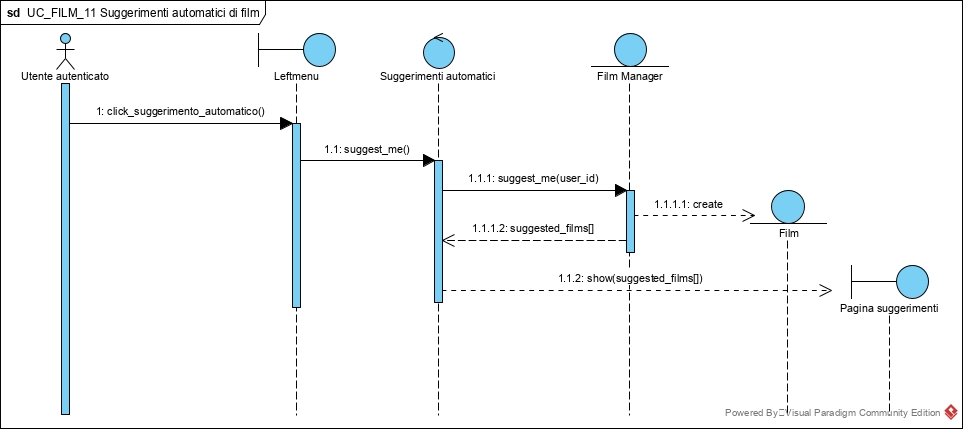 sd UC_FILM_11 Suggerimenti automatici di film
Utente autenticato
Leftmenu
Suggerimenti automatici
Film Manager
1: click_suggerimento_automatico()
1.1: suggest_me()
1.1.1: suggest_me(user_id)
1.1.1.1: create
1.1.1.2: suggested_films[]
Film
1.1.2: show(suggested_films[])
Pagina suggerimenti
Powered By Visual Paradigm Community Edition